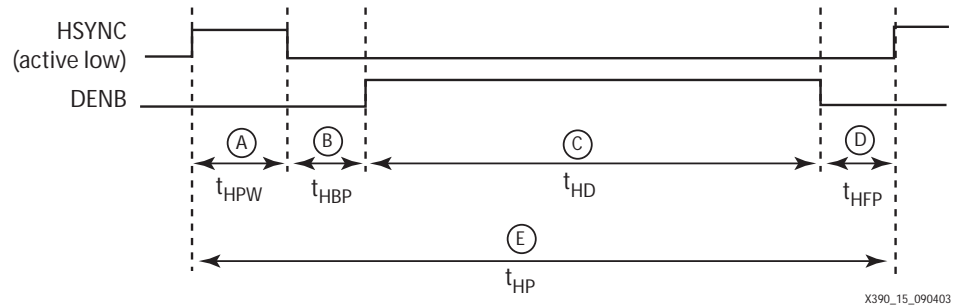 HSYNC
(active low)
DENB
A
B
C
D
tHPW
tHBP
tHD
tHFP
E
tHP
X390_15_090403